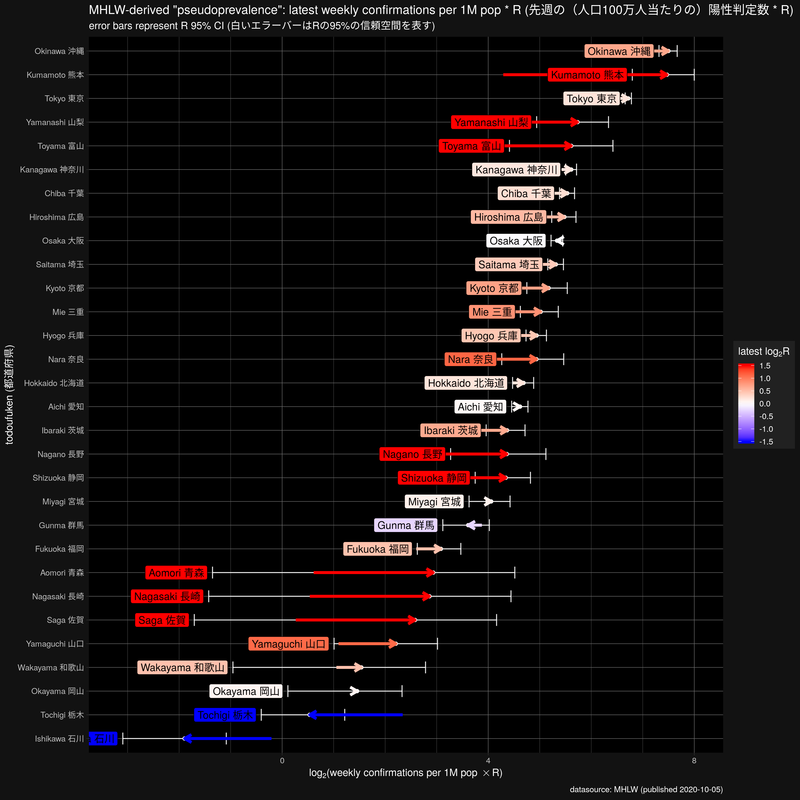 MHLW-derived "pseudoprevalence": latest weekly confirmations per 1M pop * R (先週の（人口100万人当たりの）陽性判定数 * R)
error bars represent R 95% CI (白いエラーバーはRの95%の信頼空間を表す)
Okinawa 沖縄 Okinawa 沖縄
Kumamoto 熊本 Kumamoto 熊本
Tokyo 東京 Tokyo 東京
Yamanashi 山梨 Yamanashi 山梨
Toyama 富山 Toyama 富山
Kanagawa 神奈川 Kanagawa 神奈川
Chiba 千葉 Chiba 千葉
Hiroshima 広島 Hiroshima 広島
Osaka 大阪 Osaka 大阪
Saitama 埼玉 Saitama 埼玉
Kyoto 京都 Kyoto 京都
Mie 三重 Mie 三重
Hyogo 兵庫 Hyogo 兵庫
Nara 奈良 Nara 奈良
Hokkaido 北海道 Hokkaido 北海道
Aichi 愛知 Aichi 愛知
Ibaraki 茨城 Ibaraki 茨城
Nagano 長野 Nagano 長野
Shizuoka 静岡 Shizuoka 静岡
Miyagi 宮城 Miyagi 宮城
Gunma 群馬 Gunma 群馬
Fukuoka 福岡 Fukuoka 福岡
Aomori 青森 Aomori 青森
Nagasaki 長崎 Nagasaki 長崎
Saga 佐賀 Saga 佐賀
Yamaguchi 山口 Yamaguchi 山口
Wakayama 和歌山 Wakayama 和歌山
Okayama 岡山 Okayama 岡山
Tochigi 栃木 Tochigi 栃木
Ishikawa 石川 石川
todoufuken (都道府県)
0 4 8
log₂(weekly confirmations per 1M pop × R)
latest log₂R
1.5
1.0
0.5
0.0
-0.5
-1.0
-1.5
datasource: MHLW (published 2020-10-05)